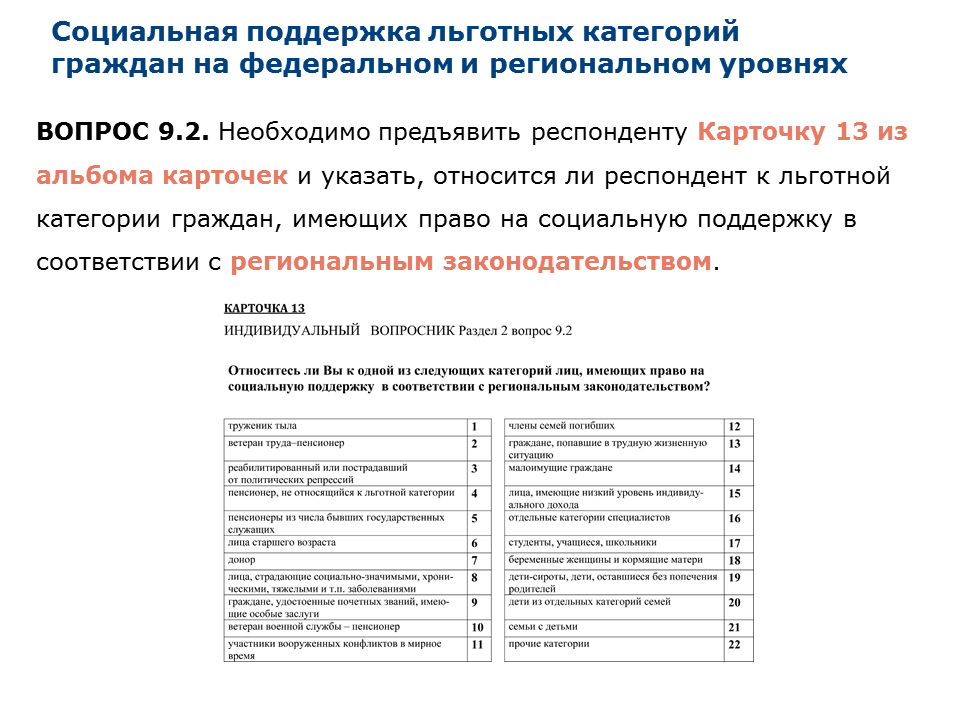 Социальная поддержка льготных категорий
граждан на федеральном и региональном уровнях
ВОПРОС 9.2. Необходимо предъявить респонденту Карточку 13 из
альбома карточек и указать, относится ли респондент к льготной
категории граждан, имеющих право на социальную поддержку в
соответствии с региональным законодательством.
КАРТОЧКА 13
ИНДИВИДУАЛЬНЫЙ ВОПРОСНИК Раздел 2 вопрос 9.2
Относитесь ли Вы к одной из следующих категорий лиц, имеющих право на
социальную поддержку в соответствии с региональным законодательством?
труженик тыла 1
ветеран труда–пенсионер 2
реабилитированный или пострадавший 3
от политических репрессий
пенсионер, не относящийся к льготной категории 4
пенсионеры из числа бывших государственных 5
служащих
лица старшего возраста 6
донор 7
лица, страдающие социально-значимыми, хрони- 8
ческими, тяжелыми и т.п. заболеваниями
граждане, удостоенные почетных званий, имею- 9
щие особые заслуги
ветеран военной службы – пенсионер 10
участники вооруженных конфликтов в мирное 11
время
члены семей погибших 12
граждане, попавшие в трудную жизненную 13
ситуацию
малоимущие граждане 14
лица, имеющие низкий уровень индивиду- 15
ального дохода
отдельные категории специалистов 16
студенты, учащиеся, школьники 17
беременные женщины и кормящие матери 18
дети-сироты, дети, оставшиеся без попечения 19
родителей
дети из отдельных категорий семей 20
семьи с детьми 21
прочие категории 22